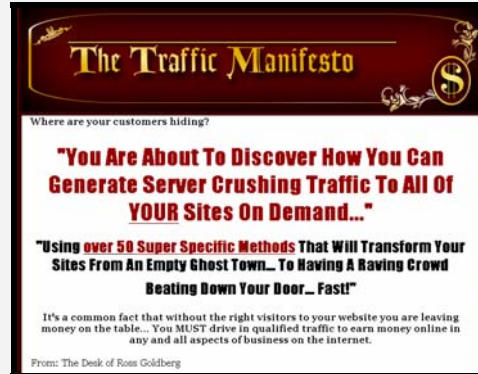 The Traffic Manifesto
$
Where are your customers hiding?
"You Are About To Discover How You Can
Generate Server Crushing Traffic To All Of
YOUR Sites On Demand..."
"Using over 50 Super Specific Methods That Will Transform Your
Sites From An Empty Ghost Town... To Having A Raving Crowd
Beating Down Your Door... Fast!"
It's a common fact that without the right visitors to your website you are leaving
money on the table... You MUST drive in qualified traffic to earn money online in
any and all aspects of business on the internet.
From: The Desk of Ross Goldberg